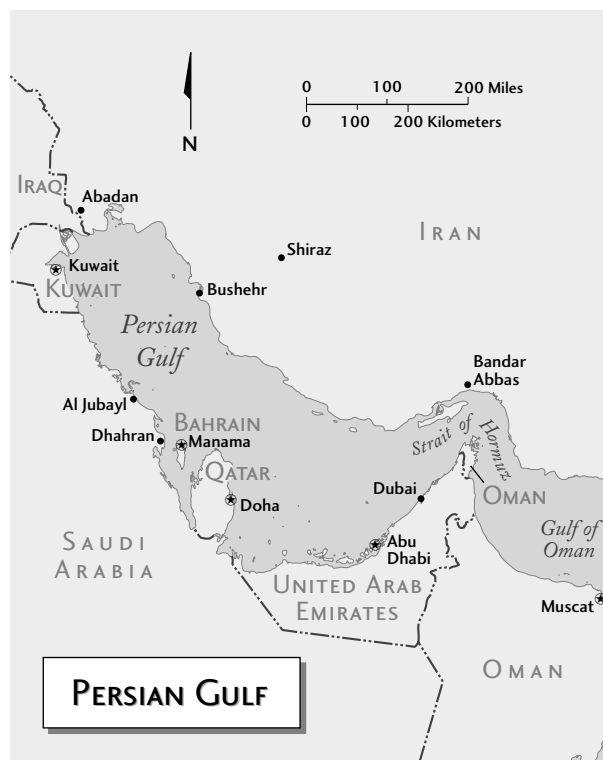 0 100 200 Miles
0 100 200 Kilometers
N
IRAQ
Abadan
IRAN
Shiraz
Kuwait
KUWAIT
Bushehr
Persian
Gulf
Bandar
Abbas
Al Jubayl
BAHRAIN
Dhahran
Manama
Strait of Hormuz
QATAR
Dubai
OMAN
Doha
Gulf of
Oman
SAUDI
ARABIA
Abu
Dhabi
UNITED ARAB
EMIRATES
Muscat
OMAN
PERSIAN GULF